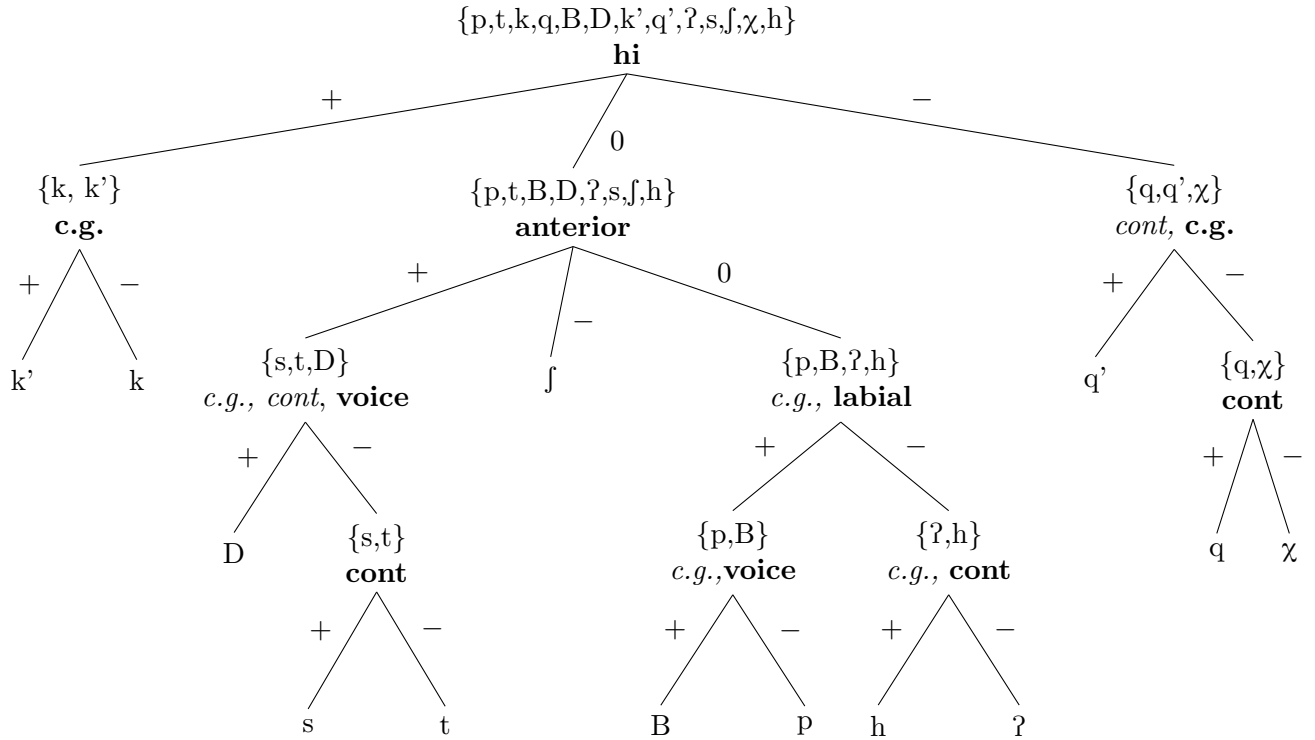 {p,t,k,q,B,D,k',q',ʔ,s,ʃ,χ,h}
hi
+ 0 −
{k, k'}
c.g.
{p,t,B,D,ʔ,s,ʃ,h}
anterior
{q,q',χ}
cont, c.g.
+ −
+ − 0
+ −
k' k
{s,t,D}
c.g., cont, voice
ʃ
{p,B,ʔ,h}
c.g., labial
q'
{q,χ}
cont
+ −
+ −
+ −
D
{s,t}
cont
{p,B}
c.g.,voice
{ʔ,h}
c.g., cont
q χ
+ −
+ −
+ −
s t
B p
h ʔ